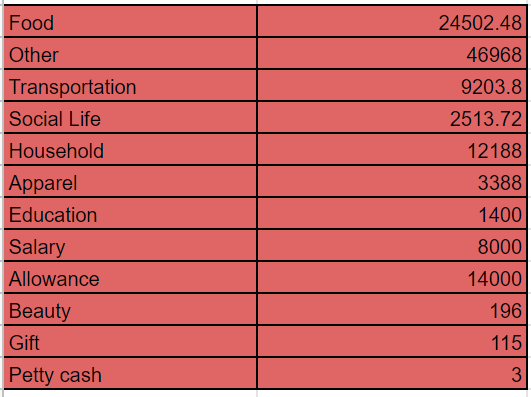 Food 24502.48
Other 46968
Transportation 9203.8
Social Life 2513.72
Household 12188
Apparel 3388
Education 1400
Salary 8000
Allowance 14000
Beauty 196
Gift 115
Petty cash 3